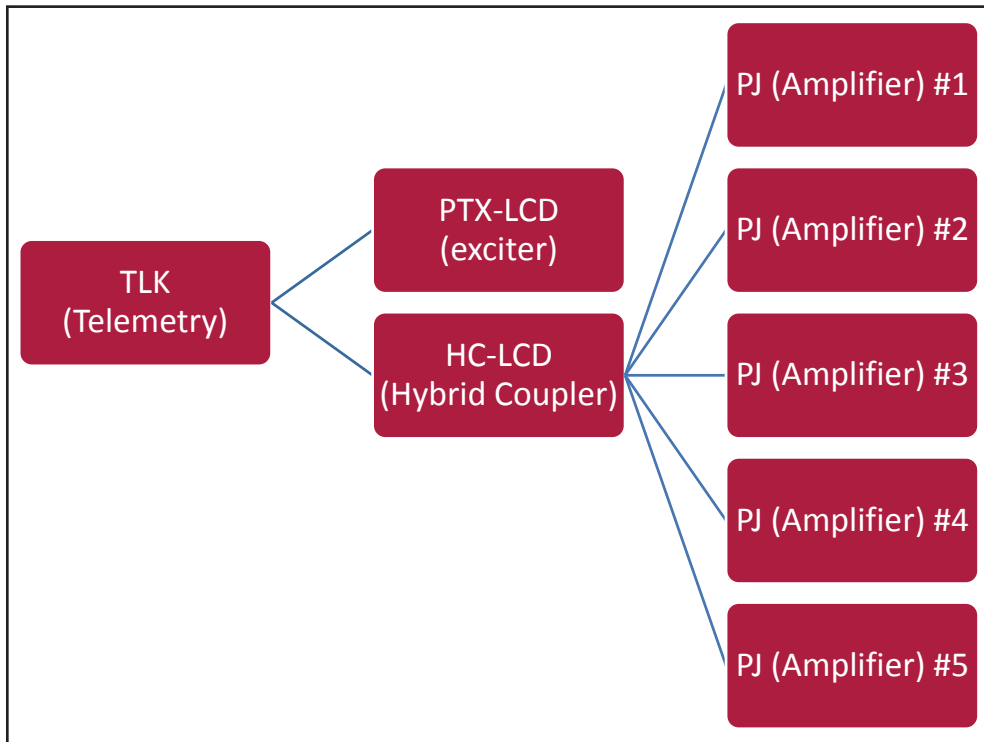 TLK
(Telemetry)
PTX-LCD
(exciter)
HC-LCD
(Hybrid Coupler)
PJ (Amplifier) #1
PJ (Amplifier) #2
PJ (Amplifier) #3
PJ (Amplifier) #4
PJ (Amplifier) #5